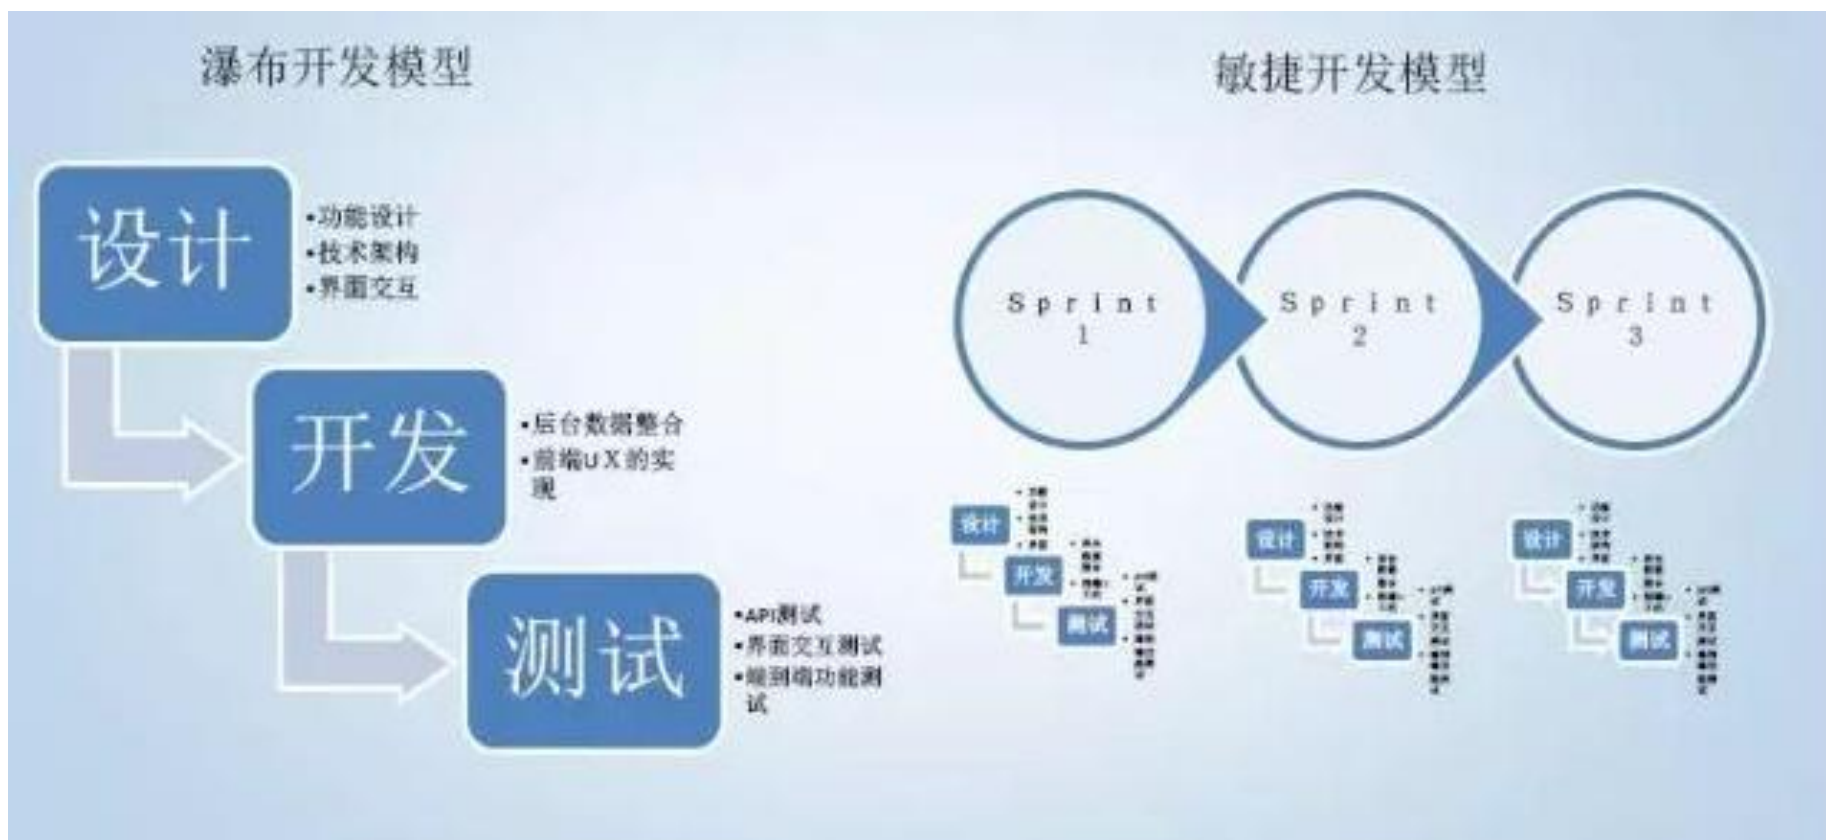 瀑布开发模型
设计
•功能设计
•技术架构
•界面交互
开发
•后台数据整合
•前端UX的实
现
测试
•API测试
•界面交互测试
•端到端功能测
试
敏捷开发模型
Sprint
1
Sprint
2
Sprint
3
设计
开发
测试
设计
开发
测试
设计
开发
测试